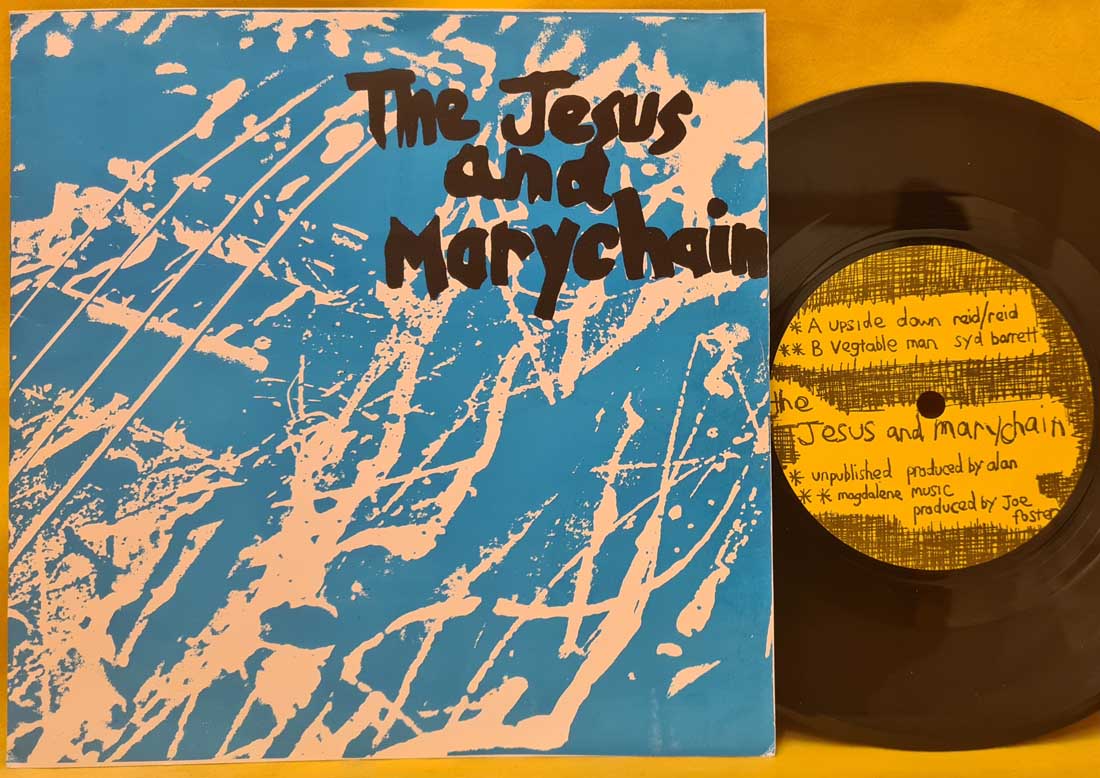 The Jesus
and
Marychain
* A upside down reid/reid
** B Vegtable man syd barrett
the
Jesus and marychain
* unpublished produced by alan
** magdalene music
produced by Joe
foster